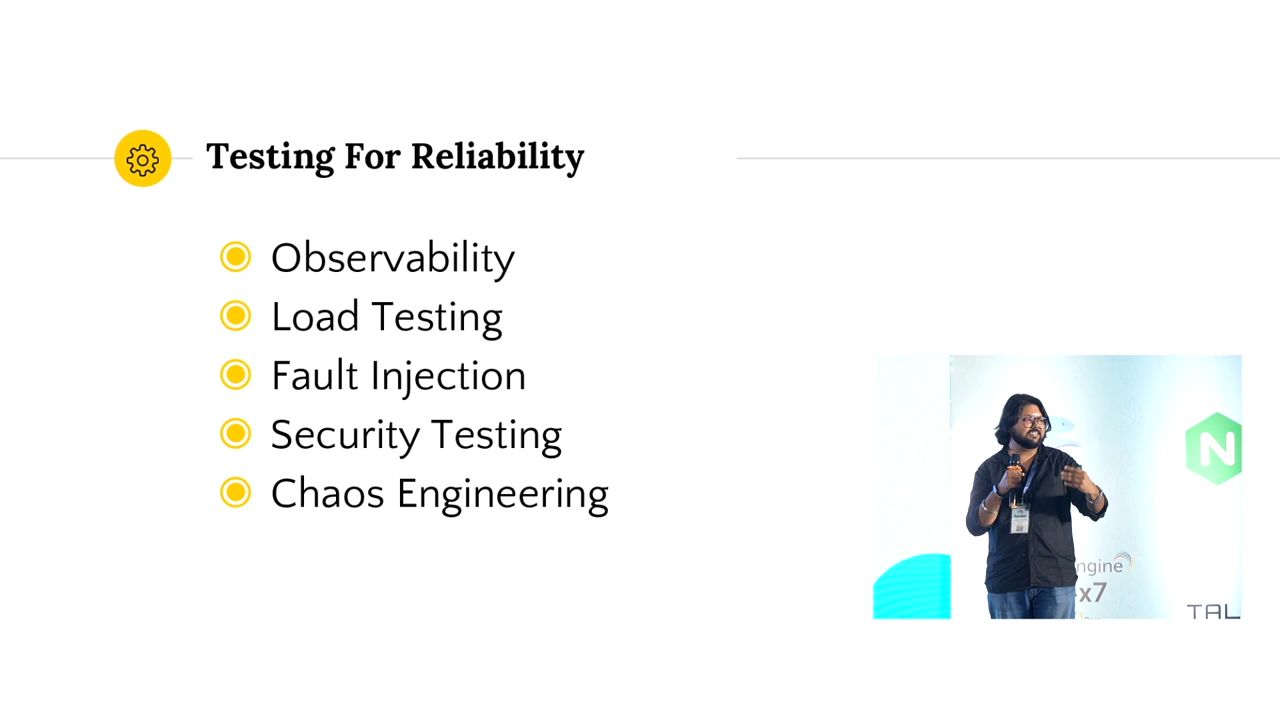 Testing For Reliability
Observability
Load Testing
Fault Injection
Security Testing
Chaos Engineering
N
ngine
x7
TAL